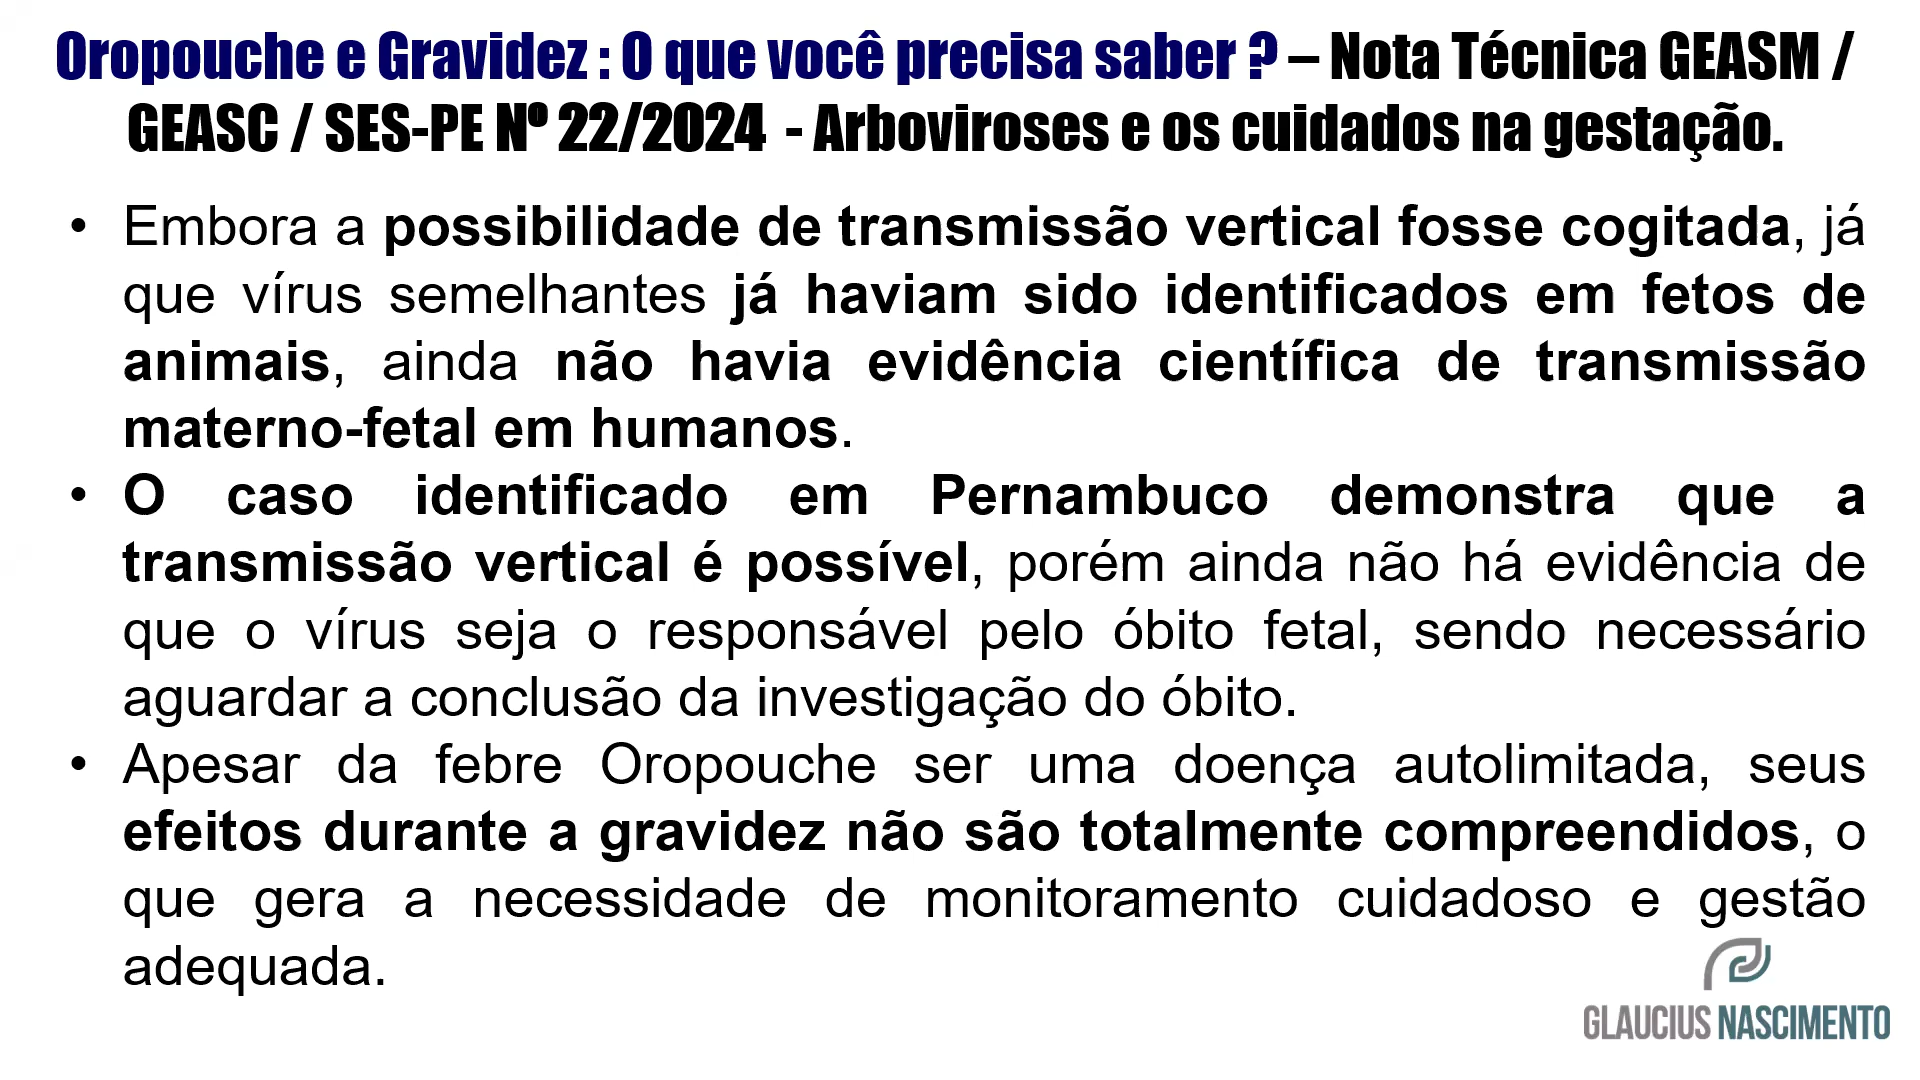 Oropouche e Gravidez : O que você precisa saber ? – Nota Técnica GEASM /
GEASC / SES-PE Nº 22/2024 - Arboviroses e os cuidados na gestação.
• Embora a possibilidade de transmissão vertical fosse cogitada, já
que vírus semelhantes já haviam sido identificados em fetos de
animais, ainda não havia evidência científica de transmissão
materno-fetal em humanos.
• O caso identificado em Pernambuco demonstra que a
transmissão vertical é possível, porém ainda não há evidência de
que o vírus seja o responsável pelo óbito fetal, sendo necessário
aguardar a conclusão da investigação do óbito.
• Apesar da febre Oropouche ser uma doença autolimitada, seus
efeitos durante a gravidez não são totalmente compreendidos, o
que gera a necessidade de monitoramento cuidadoso e gestão
adequada.
GLAUCIUS NASCIMENTO